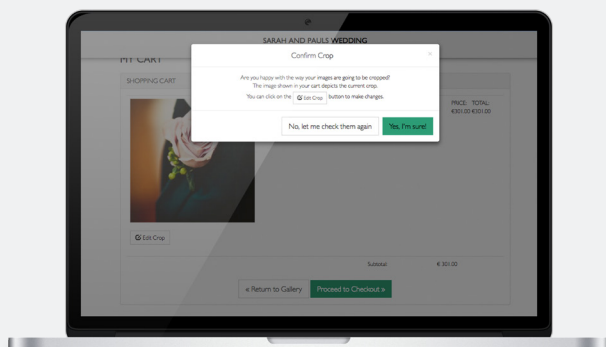 SARAH AND PAULS WEDDING
MY CART
Confirm Crop
×
SHOPPING CART
Are you happy with the way your images are going to be cropped?
The image shown in your cart depicts the current crop.
You can click on the Edit Crop button to make changes.
PRICE: TOTAL:
€301.00 €301.00
No, let me check them again
Yes, I'm sure!
Edit Crop
Subtotal: € 301.00
« Return to Gallery
Proceed to Checkout »